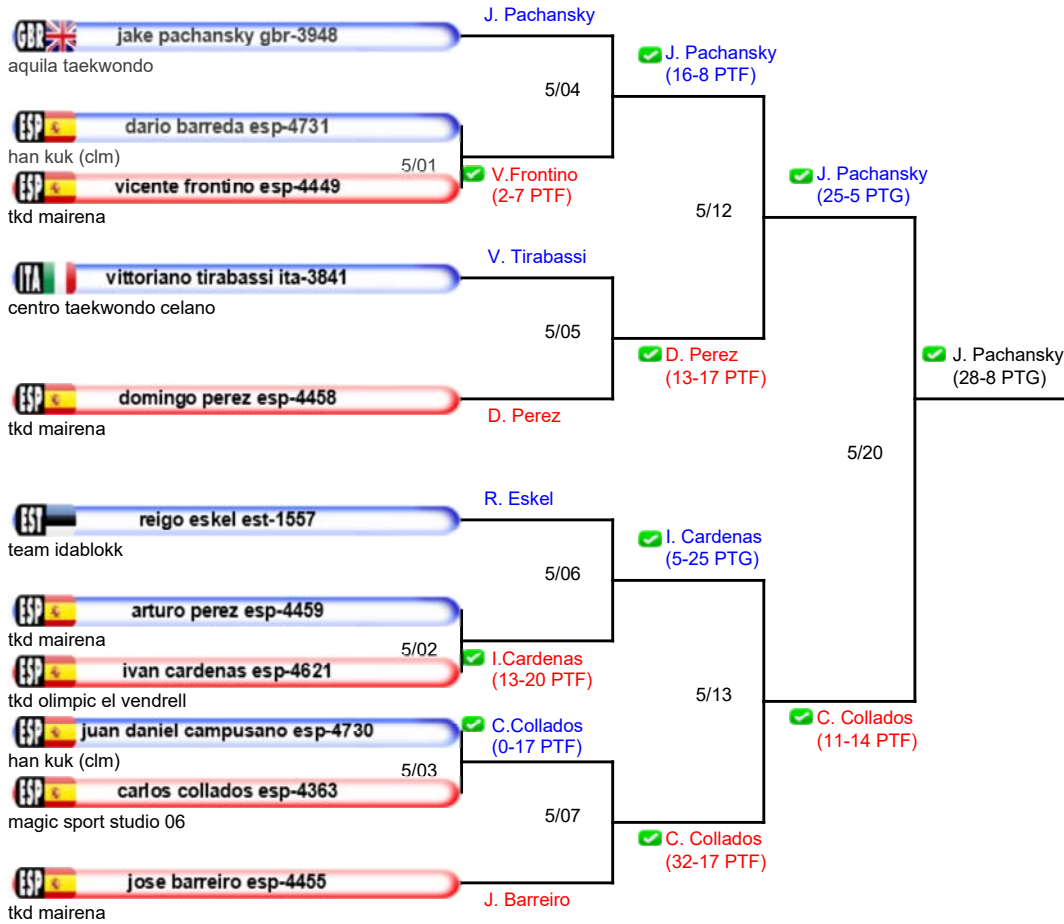 J. Pachansky
GBR jake pachansky gbr-3948
aquila taekwondo
J. Pachansky
(16-8 PTF)
5/04
ESP dario barreda esp-4731
han kuk (clm)
5/01
ESP vicente frontino esp-4449
tkd mairena
V.Frontino
(2-7 PTF)
J. Pachansky
(25-5 PTG)
5/12
V. Tirabassi
ITA vittoriano tirabassi ita-3841
centro taekwondo celano
5/05
D. Perez
(13-17 PTF)
J. Pachansky
(28-8 PTG)
ESP domingo perez esp-4458
tkd mairena
D. Perez
5/20
R. Eskel
EST reigo eskel est-1557
team idablokk
I. Cardenas
(5-25 PTG)
5/06
ESP arturo perez esp-4459
tkd mairena
5/02
ESP ivan cardenas esp-4621
tkd olimpic el vendrell
I.Cardenas
(13-20 PTF)
5/13
ESP juan daniel campusano esp-4730
han kuk (clm)
C.Collados
(0-17 PTF)
C. Collados
(11-14 PTF)
5/03
ESP carlos collados esp-4363
magic sport studio 06
5/07
C. Collados
(32-17 PTF)
ESP jose barreiro esp-4455
tkd mairena
J. Barreiro